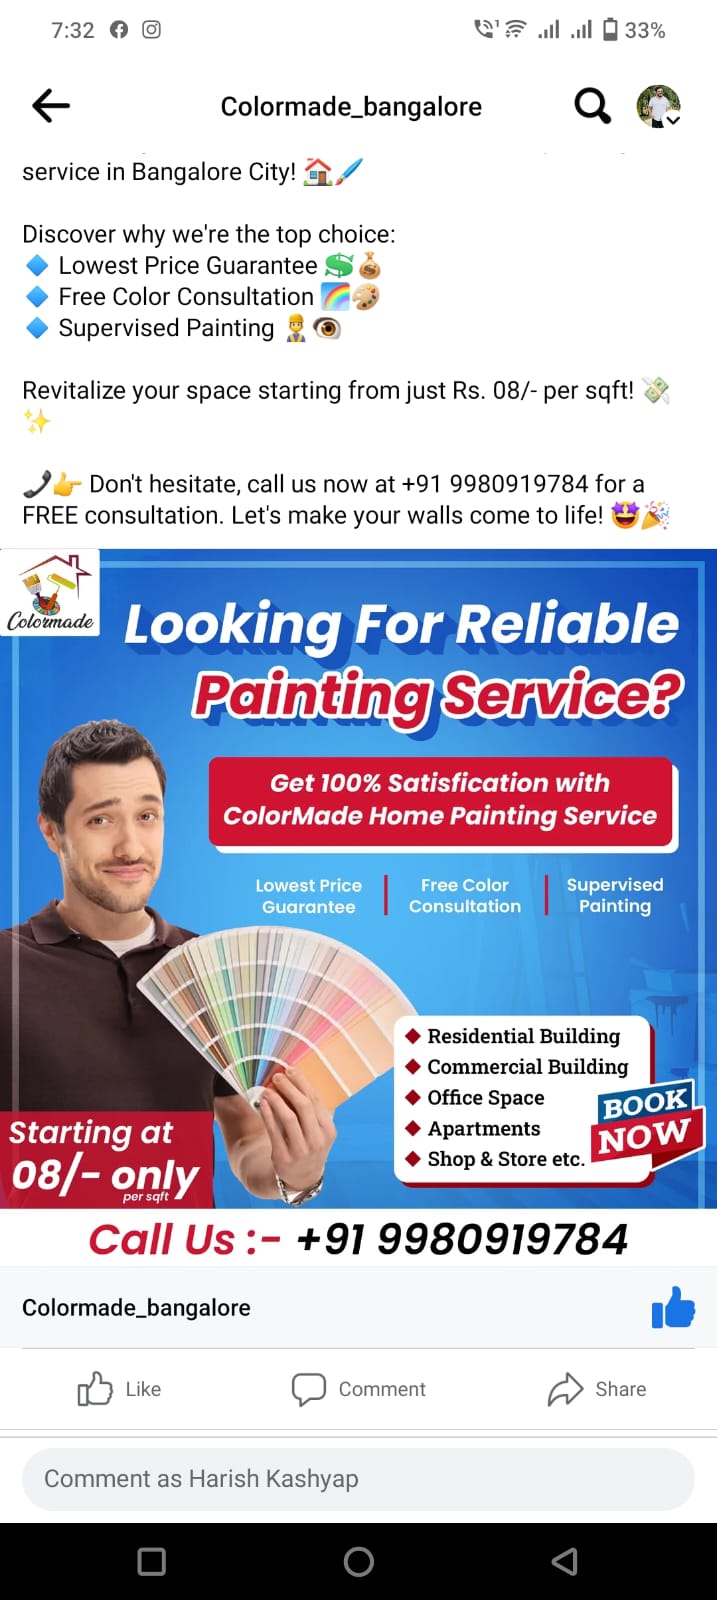 7:32
33%
Colormade_bangalore
service in Bangalore City! 🏠🖌️
Discover why we're the top choice:
🔷 Lowest Price Guarantee 💲💰
🔷 Free Color Consultation 🌈🎨
🔷 Supervised Painting 👷‍♂️👁️
Revitalize your space starting from just Rs. 08/- per sqft! 💸
✨
📞👉 Don't hesitate, call us now at +91 9980919784 for a
FREE consultation. Let's make your walls come to life! 🤩🎉
Colormade
Looking For Reliable
Painting Service?
Get 100% Satisfication with
ColorMade Home Painting Service
Lowest Price
Guarantee
Free Color
Consultation
Supervised
Painting
Residential Building
Commercial Building
Office Space
Apartments
Shop & Store etc.
BOOK
NOW
Starting at
08/- only
per sqft
Call Us :- +91 9980919784
Colormade_bangalore
Like
Comment
Share
Comment as Harish Kashyap